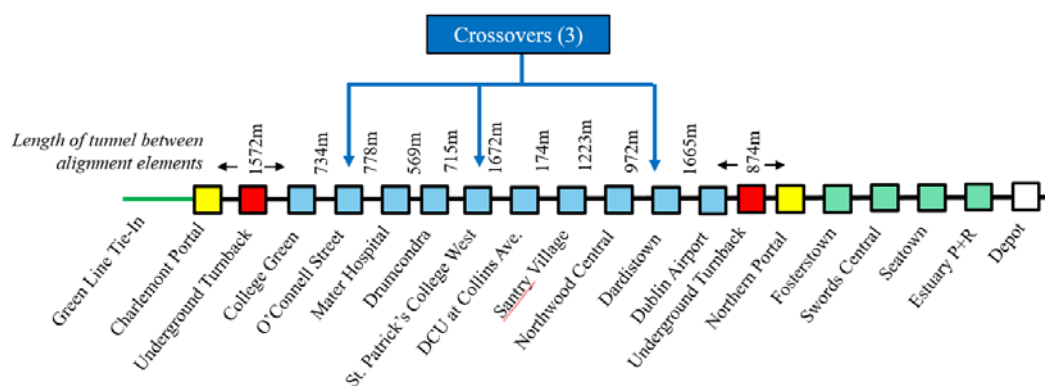 Crossovers (3)
Length of tunnel between
alignment elements
1572m
734m
778m
569m
715m
1672m
174m
1223m
972m
1665m
874m
Green Line Tie-In
Charlemont Portal
Underground Turnback
College Green
O'Connell Street
Mater Hospital
Drumcondra
St. Patrick's College West
DCU at Collins Ave.
Santry Village
Northwood Central
Dardistown
Dublin Airport
Underground Turnback
Northern Portal
Fosterstown
Swords Central
Seatown
Estuary P+R
Depot